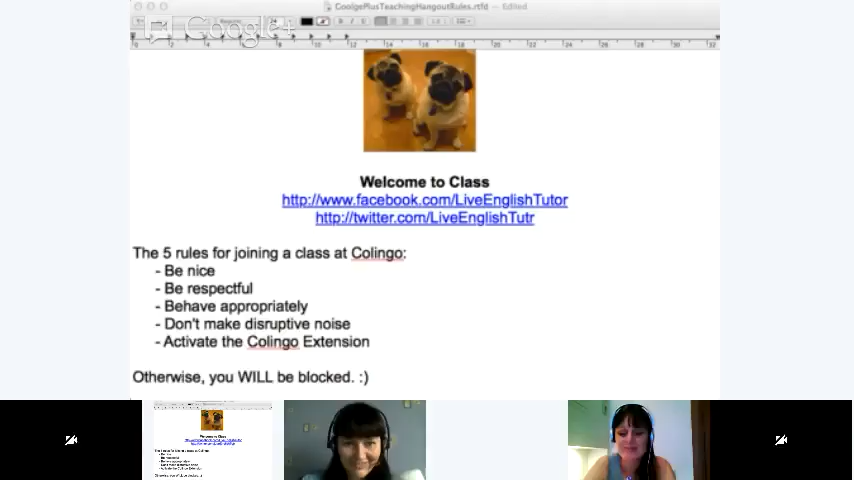 CoolgePlusTeachingHangoutRules.rtfd — Edited
Google+
Welcome to Class
http://www.facebook.com/LiveEnglishTutor
http://twitter.com/LiveEnglishTutr
The 5 rules for joining a class at Colingo:
- Be nice
- Be respectful
- Behave appropriately
- Don't make disruptive noise
- Activate the Colingo Extension
Otherwise, you WILL be blocked. :)